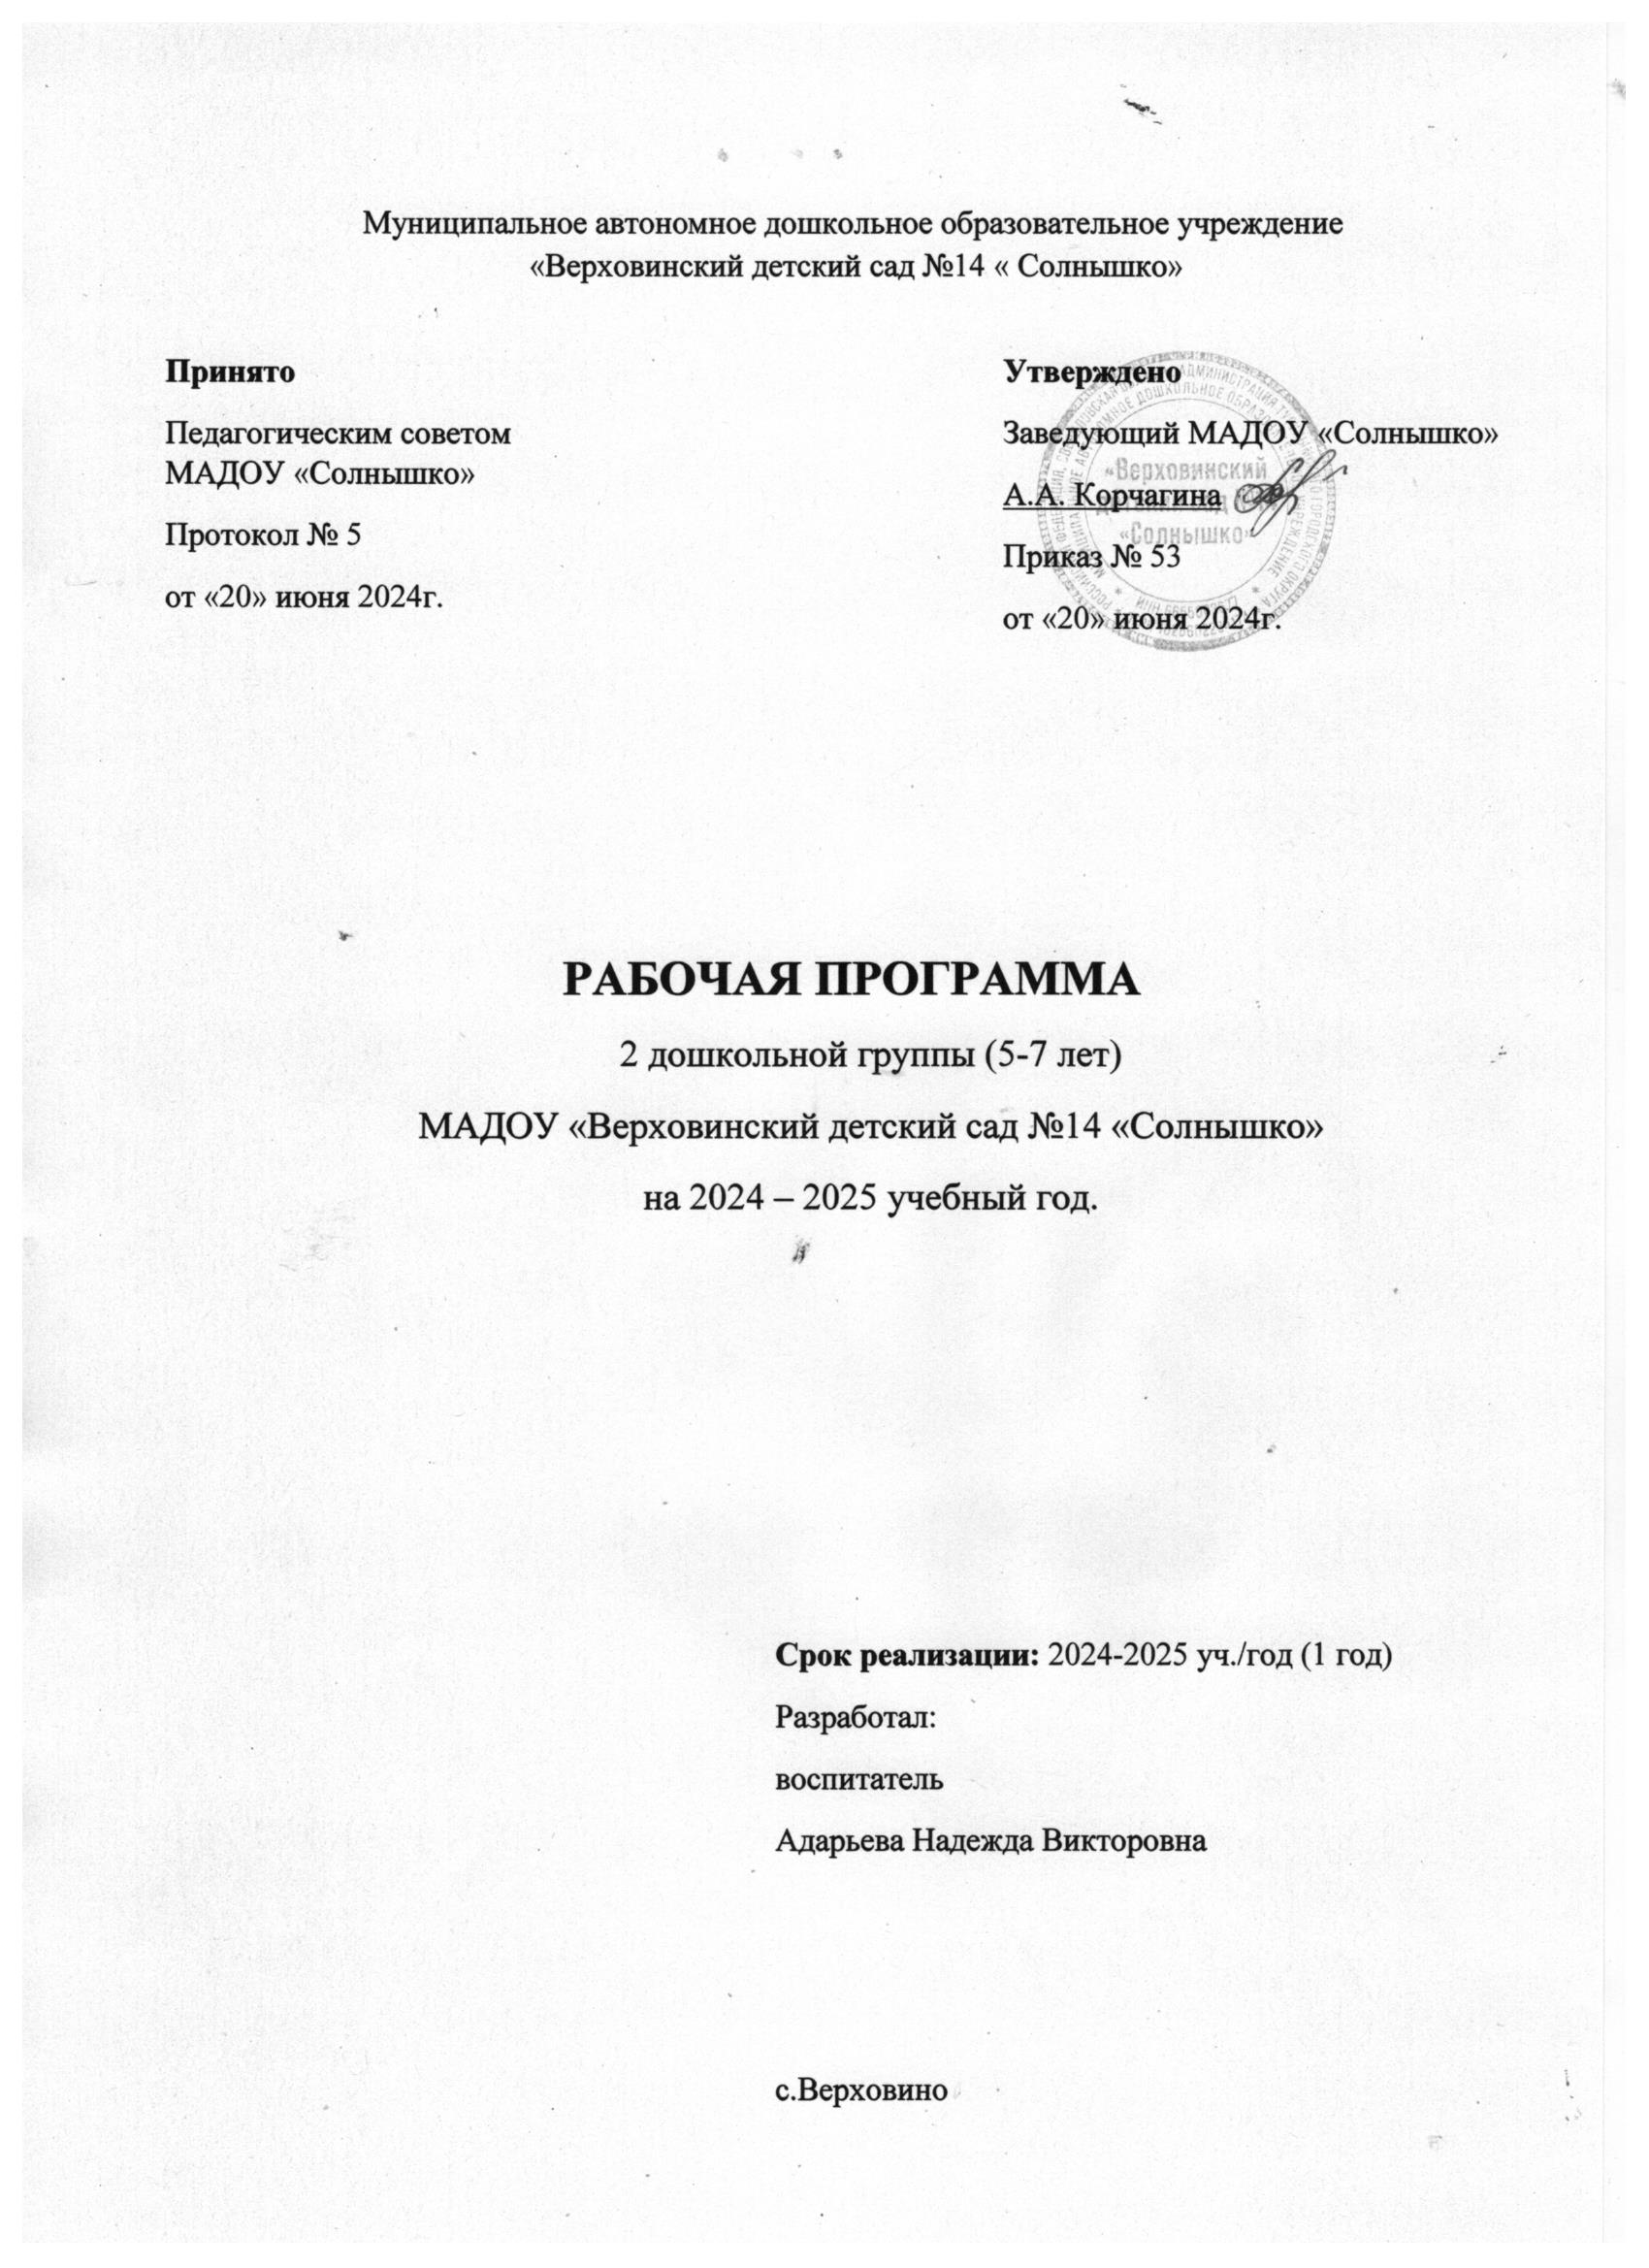 Муниципальное автономное дошкольное образовательное учреждение
«Верховинский детский сад №14 « Солнышко»
Принято
Педагогическим советом
МАДОУ «Солнышко»
Протокол № 5
от «20» июня 2024г.
Утверждено
Заведующий МАДОУ «Солнышко»
А.А. Корчагина
Приказ № 53
от «20» июня 2024г.
«Верховинский
«Солнышко»
РАБОЧАЯ ПРОГРАММА
2 дошкольной группы (5-7 лет)
МАДОУ «Верховинский детский сад №14 «Солнышко»
на 2024 – 2025 учебный год.
Срок реализации: 2024-2025 уч./год (1 год)
Разработал:
воспитатель
Адарьева Надежда Викторовна
с.Верховино